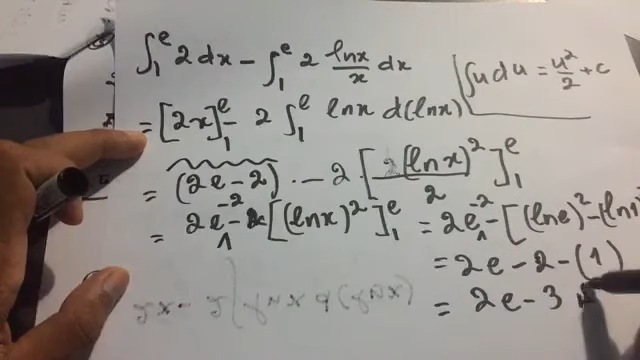 ∫₁ᵉ 2 dx − ∫₁ᵉ 2 lnx/x dx
∫u du = u²/2 + c
= [2x]₁ᵉ − 2 ∫₁ᵉ lnx d(lnx)
= (2e − 2) − 2 · [(lnx)²/2]₁ᵉ
= 2e − 2 − [(lnx)²]₁ᵉ = 2e − 2 − [(lne)² − (ln
= 2e − 2 − (1)
= 2e − 3